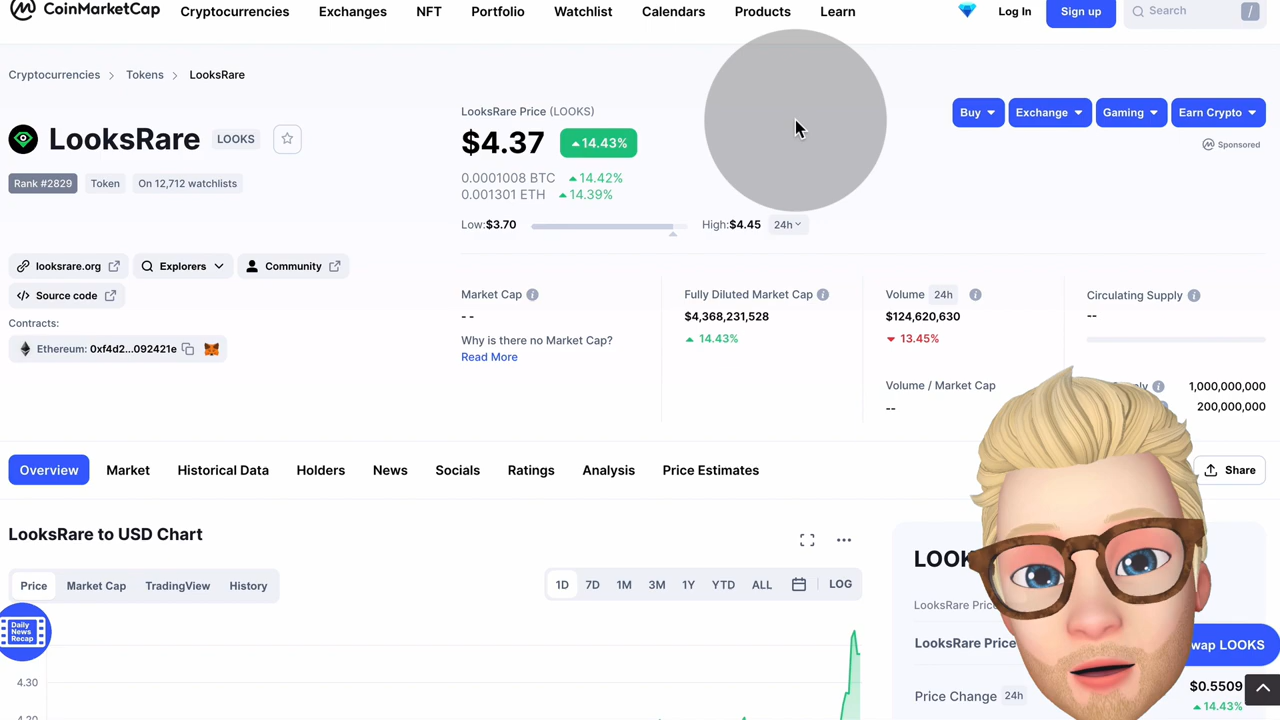 CoinMarketCap
Cryptocurrencies Exchanges NFT Portfolio Watchlist Calendars Products Learn
Log In Sign up Search /
Cryptocurrencies > Tokens > LooksRare
LooksRare LOOKS
Rank #2829 Token On 12,712 watchlists
looksrare.org Explorers Community
Source code
Contracts:
Ethereum: 0xf4d2...092421e
LooksRare Price (LOOKS)
$4.37 14.43%
0.0001008 BTC 14.42%
0.001301 ETH 14.39%
Low:$3.70 High:$4.45 24h
Buy Exchange Gaming Earn Crypto
Sponsored
Market Cap
- -
Why is there no Market Cap?
Read More
Fully Diluted Market Cap
$4,368,231,528
14.43%
Volume 24h
$124,620,630
13.45%
Volume / Market Cap
--
Circulating Supply
--
1,000,000,000
200,000,000
Overview Market Historical Data Holders News Socials Ratings Analysis Price Estimates
Share
LooksRare to USD Chart
Price Market Cap TradingView History
1D 7D 1M 3M 1Y YTD ALL LOG
Daily
News
Recap
4.30
4.20
LooksRare Price
Swap LOOKS
Price Change 24h
$0.5509
14.43%